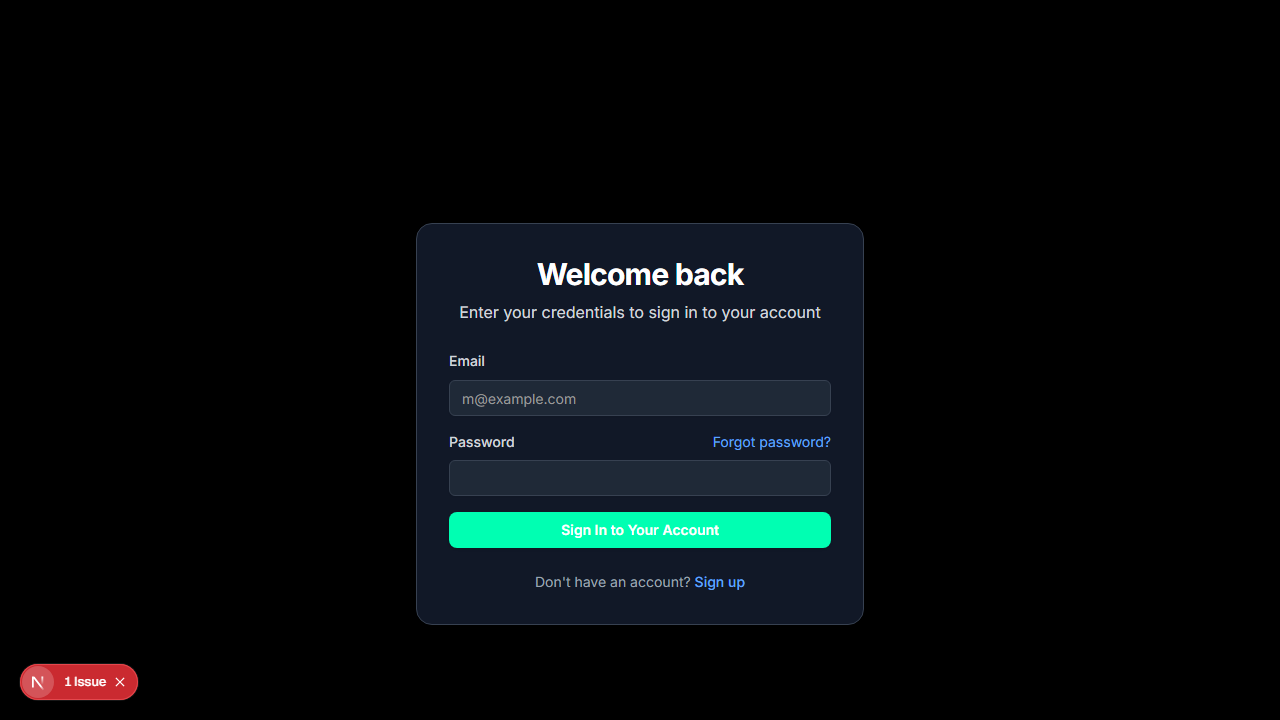 Welcome back
Enter your credentials to sign in to your account
Email
m@example.com
Password Forgot password?
Sign In to Your Account
Don't have an account? Sign up
N 1 Issue